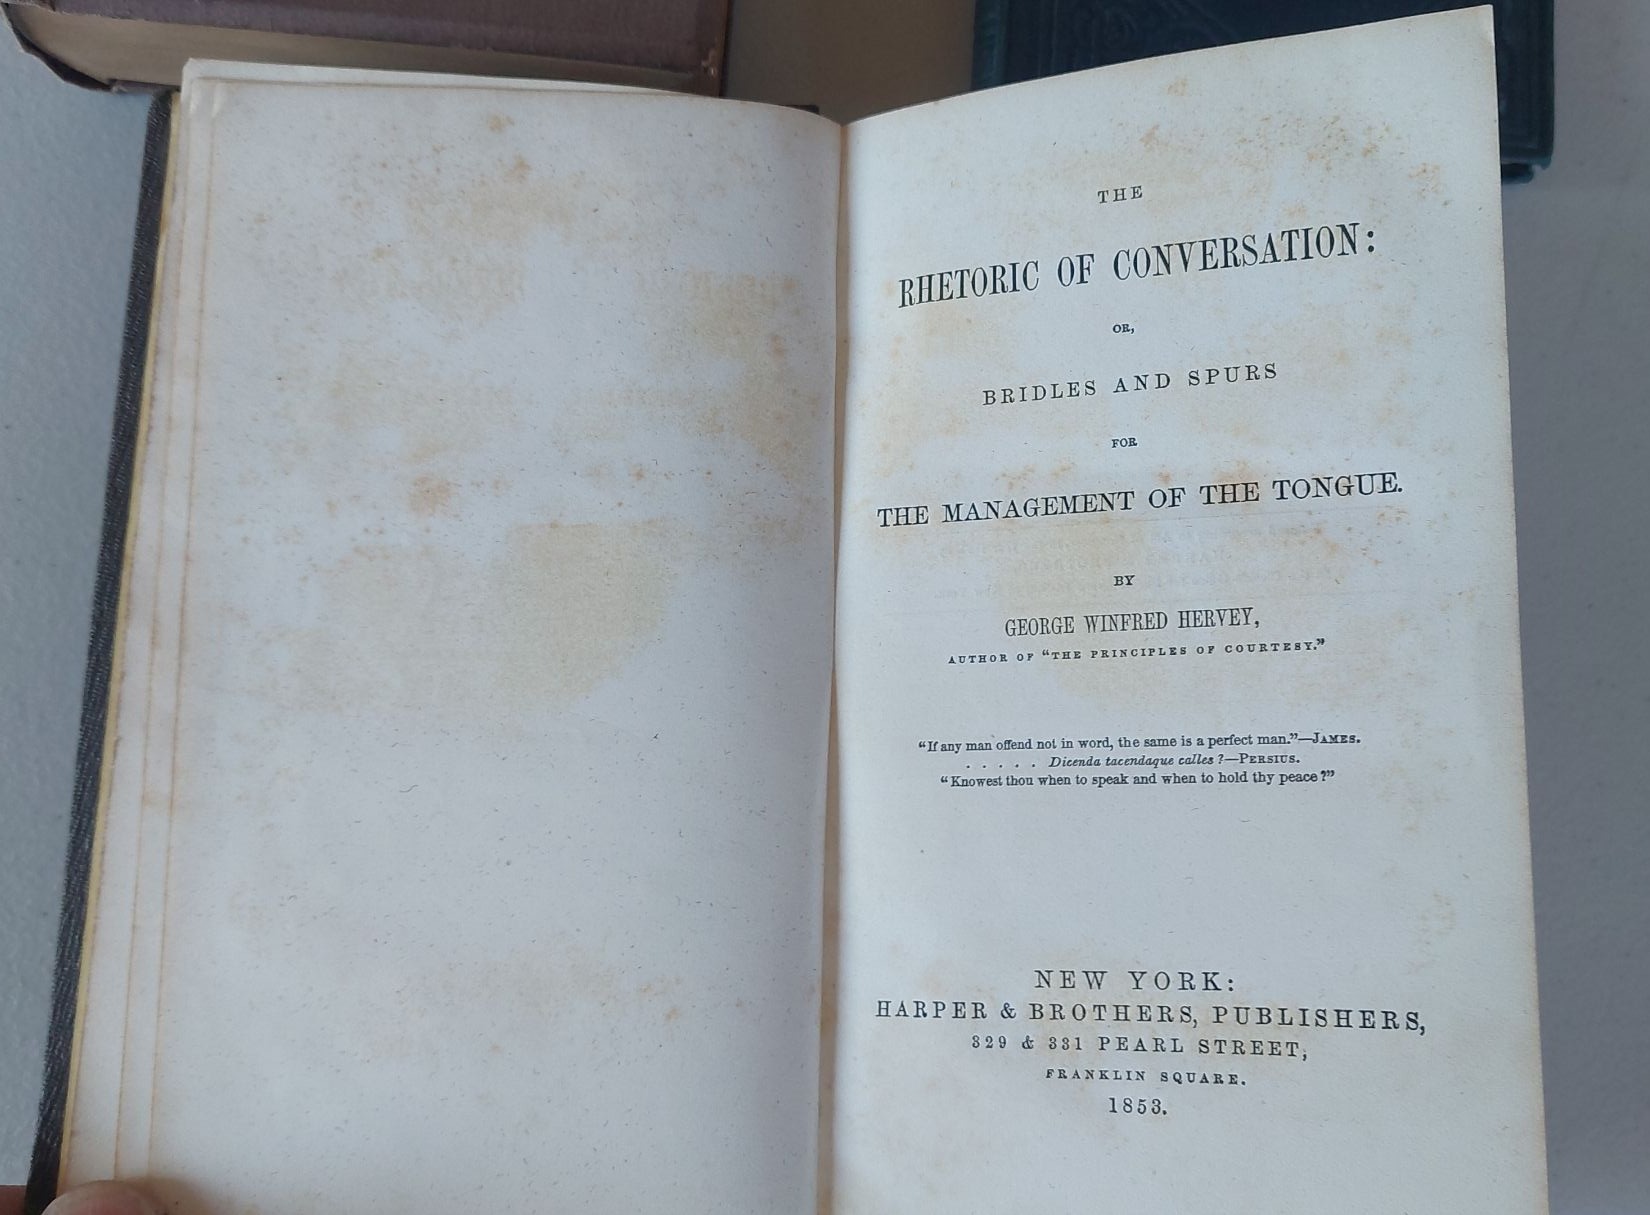 THE
RHETORIC OF CONVERSATION:
OR,
BRIDLES AND SPURS
FOR
THE MANAGEMENT OF THE TONGUE.
BY
GEORGE WINFRED HERVEY,
AUTHOR OF "THE PRINCIPLES OF COURTESY."
"If any man offend not in word, the same is a perfect man."—JAMES.
. . . . . Dicenda tacendaque calles?—PERSIUS.
"Knowest thou when to speak and when to hold thy peace?"
NEW YORK:
HARPER & BROTHERS, PUBLISHERS,
329 & 331 PEARL STREET,
FRANKLIN SQUARE.
1853.